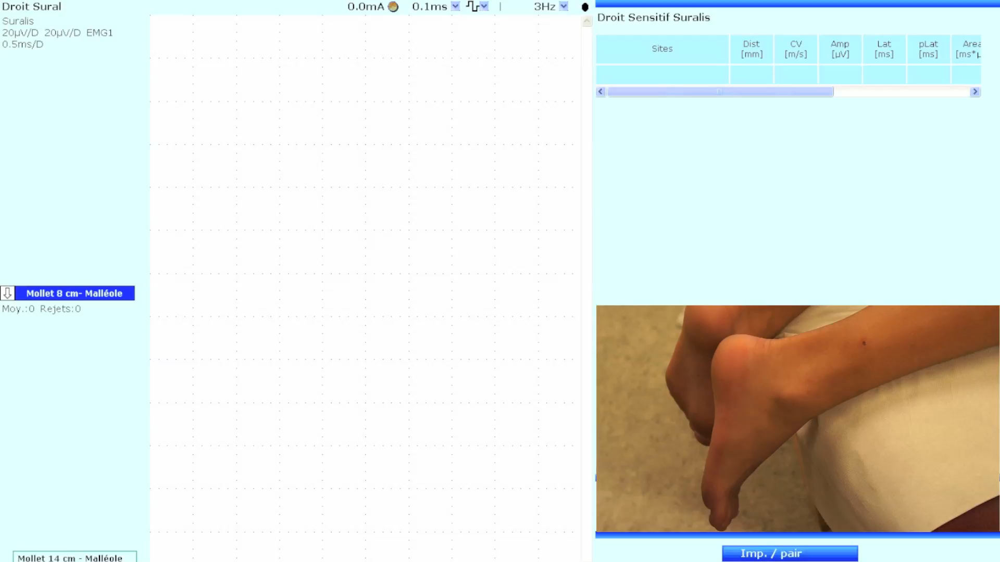 Droit Sural
0.0mA 0.1ms 3Hz
Suralis
20µV/D 20µV/D EMG1
0.5ms/D
Mollet 8 cm- Malléole
Moy.:0 Rejets:0
Mollet 14 cm - Malléole
Droit Sensitif Suralis
Sites Dist CV Amp Lat pLat Area
[mm] [m/s] [µV] [ms] [ms] [ms*µ
Imp. / pair